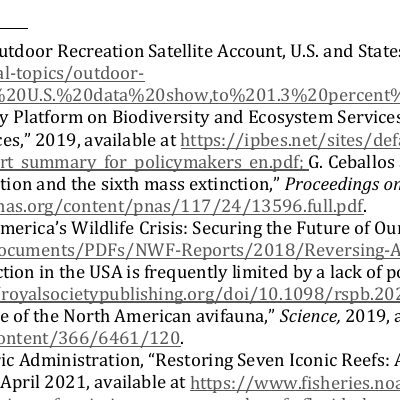 utdoor Recreation Satellite Account, U.S. and States
al-topics/outdoor-
%20U.S.%20data%20show,to%201.3%20percent%
y Platform on Biodiversity and Ecosystem Services
ces,” 2019, available at https://ipbes.net/sites/def
rt_summary_for_policymakers_en.pdf; G. Ceballos
tion and the sixth mass extinction,” Proceedings on
nas.org/content/pnas/117/24/13596.full.pdf.
merica’s Wildlife Crisis: Securing the Future of Our
ocuments/PDFs/NWF-Reports/2018/Reversing-A
ction in the USA is frequently limited by a lack of po
/royalsocietypublishing.org/doi/10.1098/rspb.202
e of the North American avifauna,” Science, 2019, a
ontent/366/6461/120.
ric Administration, “Restoring Seven Iconic Reefs: A
April 2021, available at https://www.fisheries.noa